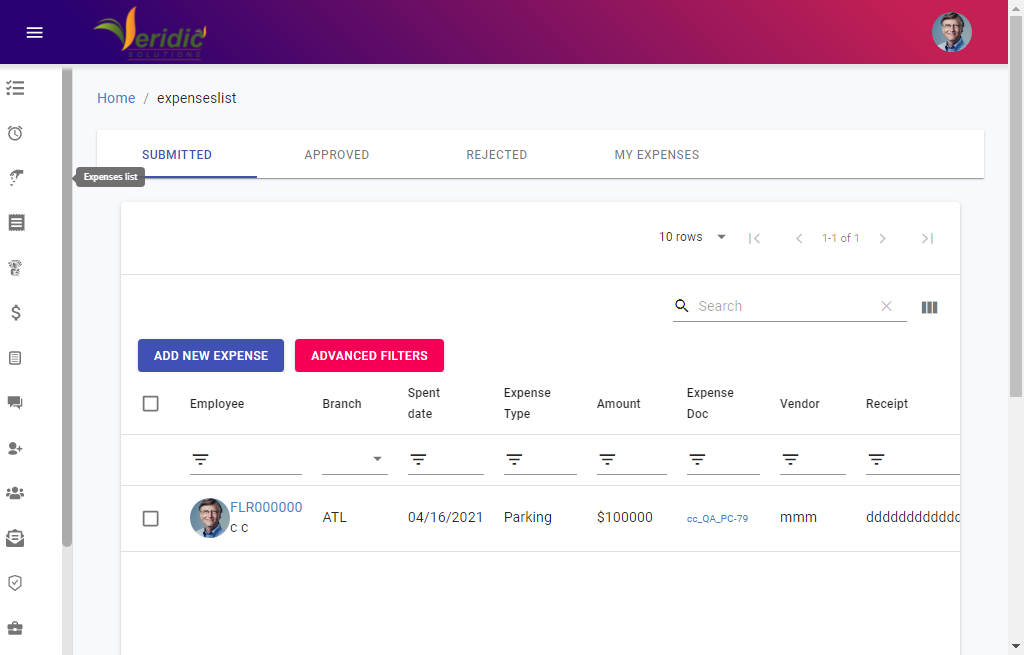 eridic
SOLUTIONS
Home / expenseslist
SUBMITTED APPROVED REJECTED MY EXPENSES
Expenses list
10 rows 1-1 of 1
Search
ADD NEW EXPENSE ADVANCED FILTERS
Employee Branch Spent date Expense Type Amount Expense Doc Vendor Receipt
FLR000000 ATL 04/16/2021 Parking $100000 cc_QA_PC-79 mmm dddddddddddd
C C